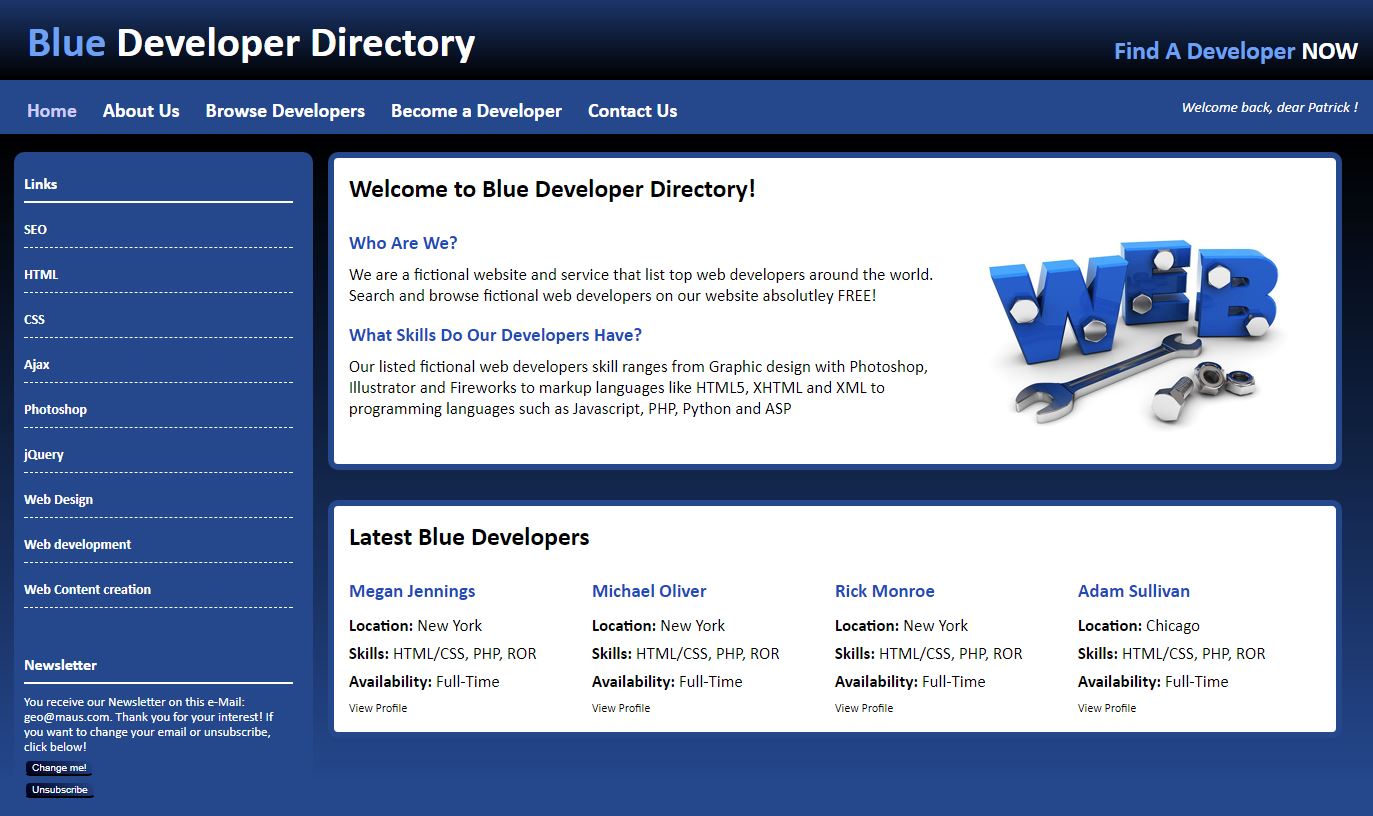 Blue Developer Directory
Find A Developer NOW
Home About Us Browse Developers Become a Developer Contact Us
Welcome back, dear Patrick !
Links
SEO
HTML
CSS
Ajax
Photoshop
jQuery
Web Design
Web development
Web Content creation
Newsletter
You receive our Newsletter on this e-Mail:
geo@maus.com. Thank you for your interest! If
you want to change your email or unsubscribe,
click below!
Change me!
Unsubscribe
Welcome to Blue Developer Directory!
Who Are We?
We are a fictional website and service that list top web developers around the world.
Search and browse fictional web developers on our website absolutley FREE!
What Skills Do Our Developers Have?
Our listed fictional web developers skill ranges from Graphic design with Photoshop,
Illustrator and Fireworks to markup languages like HTML5, XHTML and XML to
programming languages such as Javascript, PHP, Python and ASP
WEB
Latest Blue Developers
Megan Jennings
Location: New York
Skills: HTML/CSS, PHP, ROR
Availability: Full-Time
View Profile
Michael Oliver
Location: New York
Skills: HTML/CSS, PHP, ROR
Availability: Full-Time
View Profile
Rick Monroe
Location: New York
Skills: HTML/CSS, PHP, ROR
Availability: Full-Time
View Profile
Adam Sullivan
Location: Chicago
Skills: HTML/CSS, PHP, ROR
Availability: Full-Time
View Profile